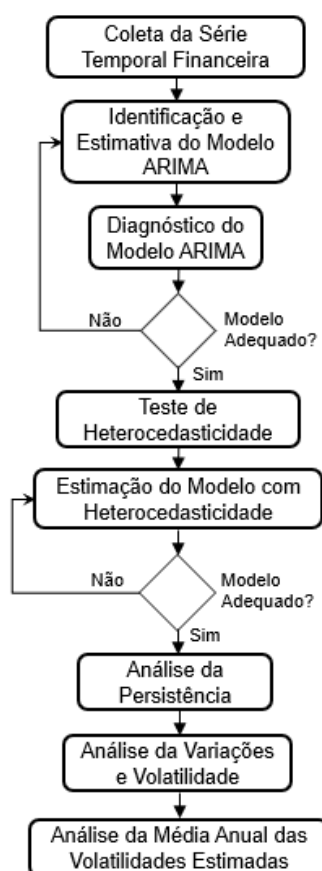 Coleta da Série
Temporal Financeira
Identificação e
Estimativa do Modelo
ARIMA
Diagnóstico do
Modelo ARIMA
Não
Modelo
Adequado?
Sim
Teste de
Heterocedasticidade
Estimação do Modelo com
Heterocedasticidade
Não
Modelo
Adequado?
Sim
Análise da
Persistência
Análise da Variações
e Volatilidade
Análise da Média Anual das
Volatilidades Estimadas